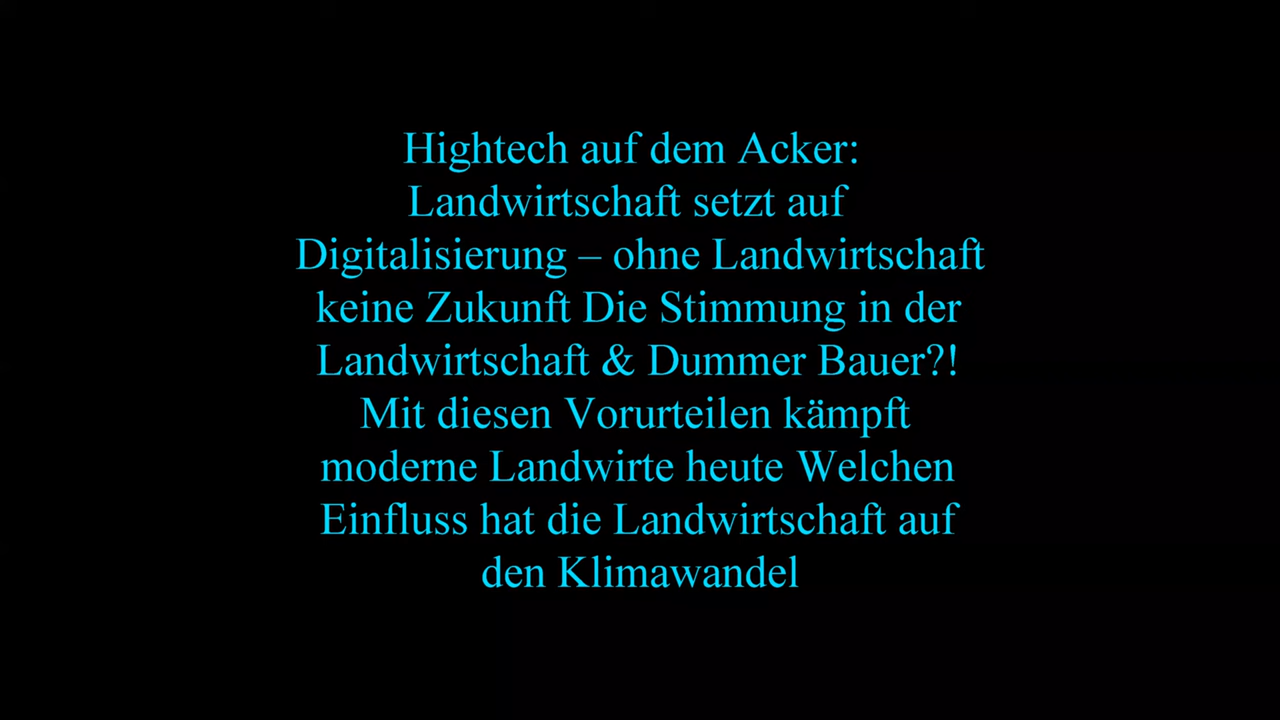 Hightech auf dem Acker:
Landwirtschaft setzt auf
Digitalisierung – ohne Landwirtschaft
keine Zukunft Die Stimmung in der
Landwirtschaft & Dummer Bauer?!
Mit diesen Vorurteilen kämpft
moderne Landwirte heute Welchen
Einfluss hat die Landwirtschaft auf
den Klimawandel